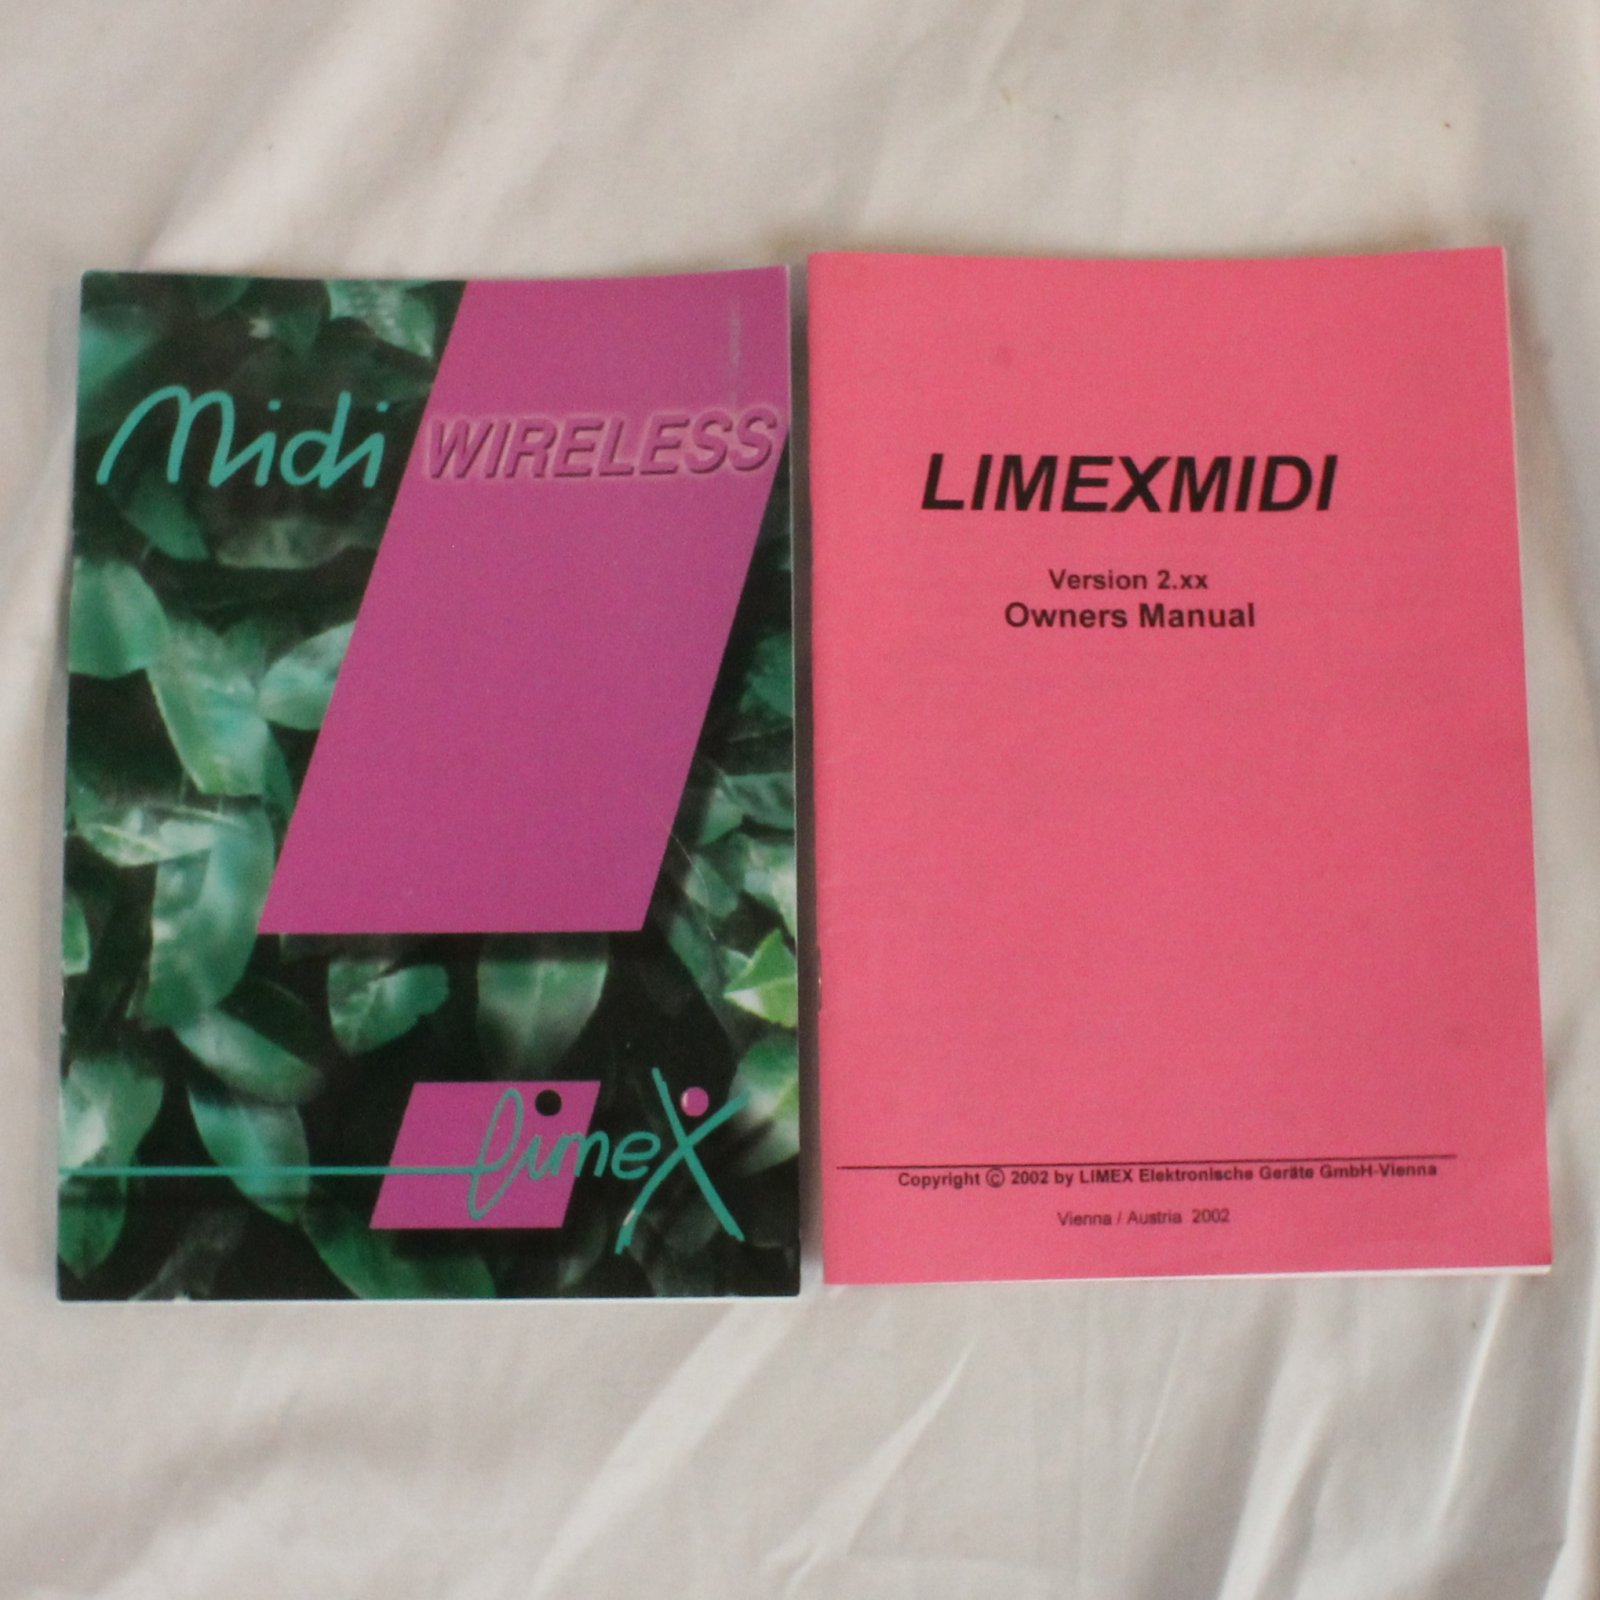 Midi WIRELESS
limex
LIMEXMIDI
Version 2.xx
Owners Manual
Copyright © 2002 by LIMEX Elektronische Geräte GmbH-Vienna
Vienna / Austria 2002